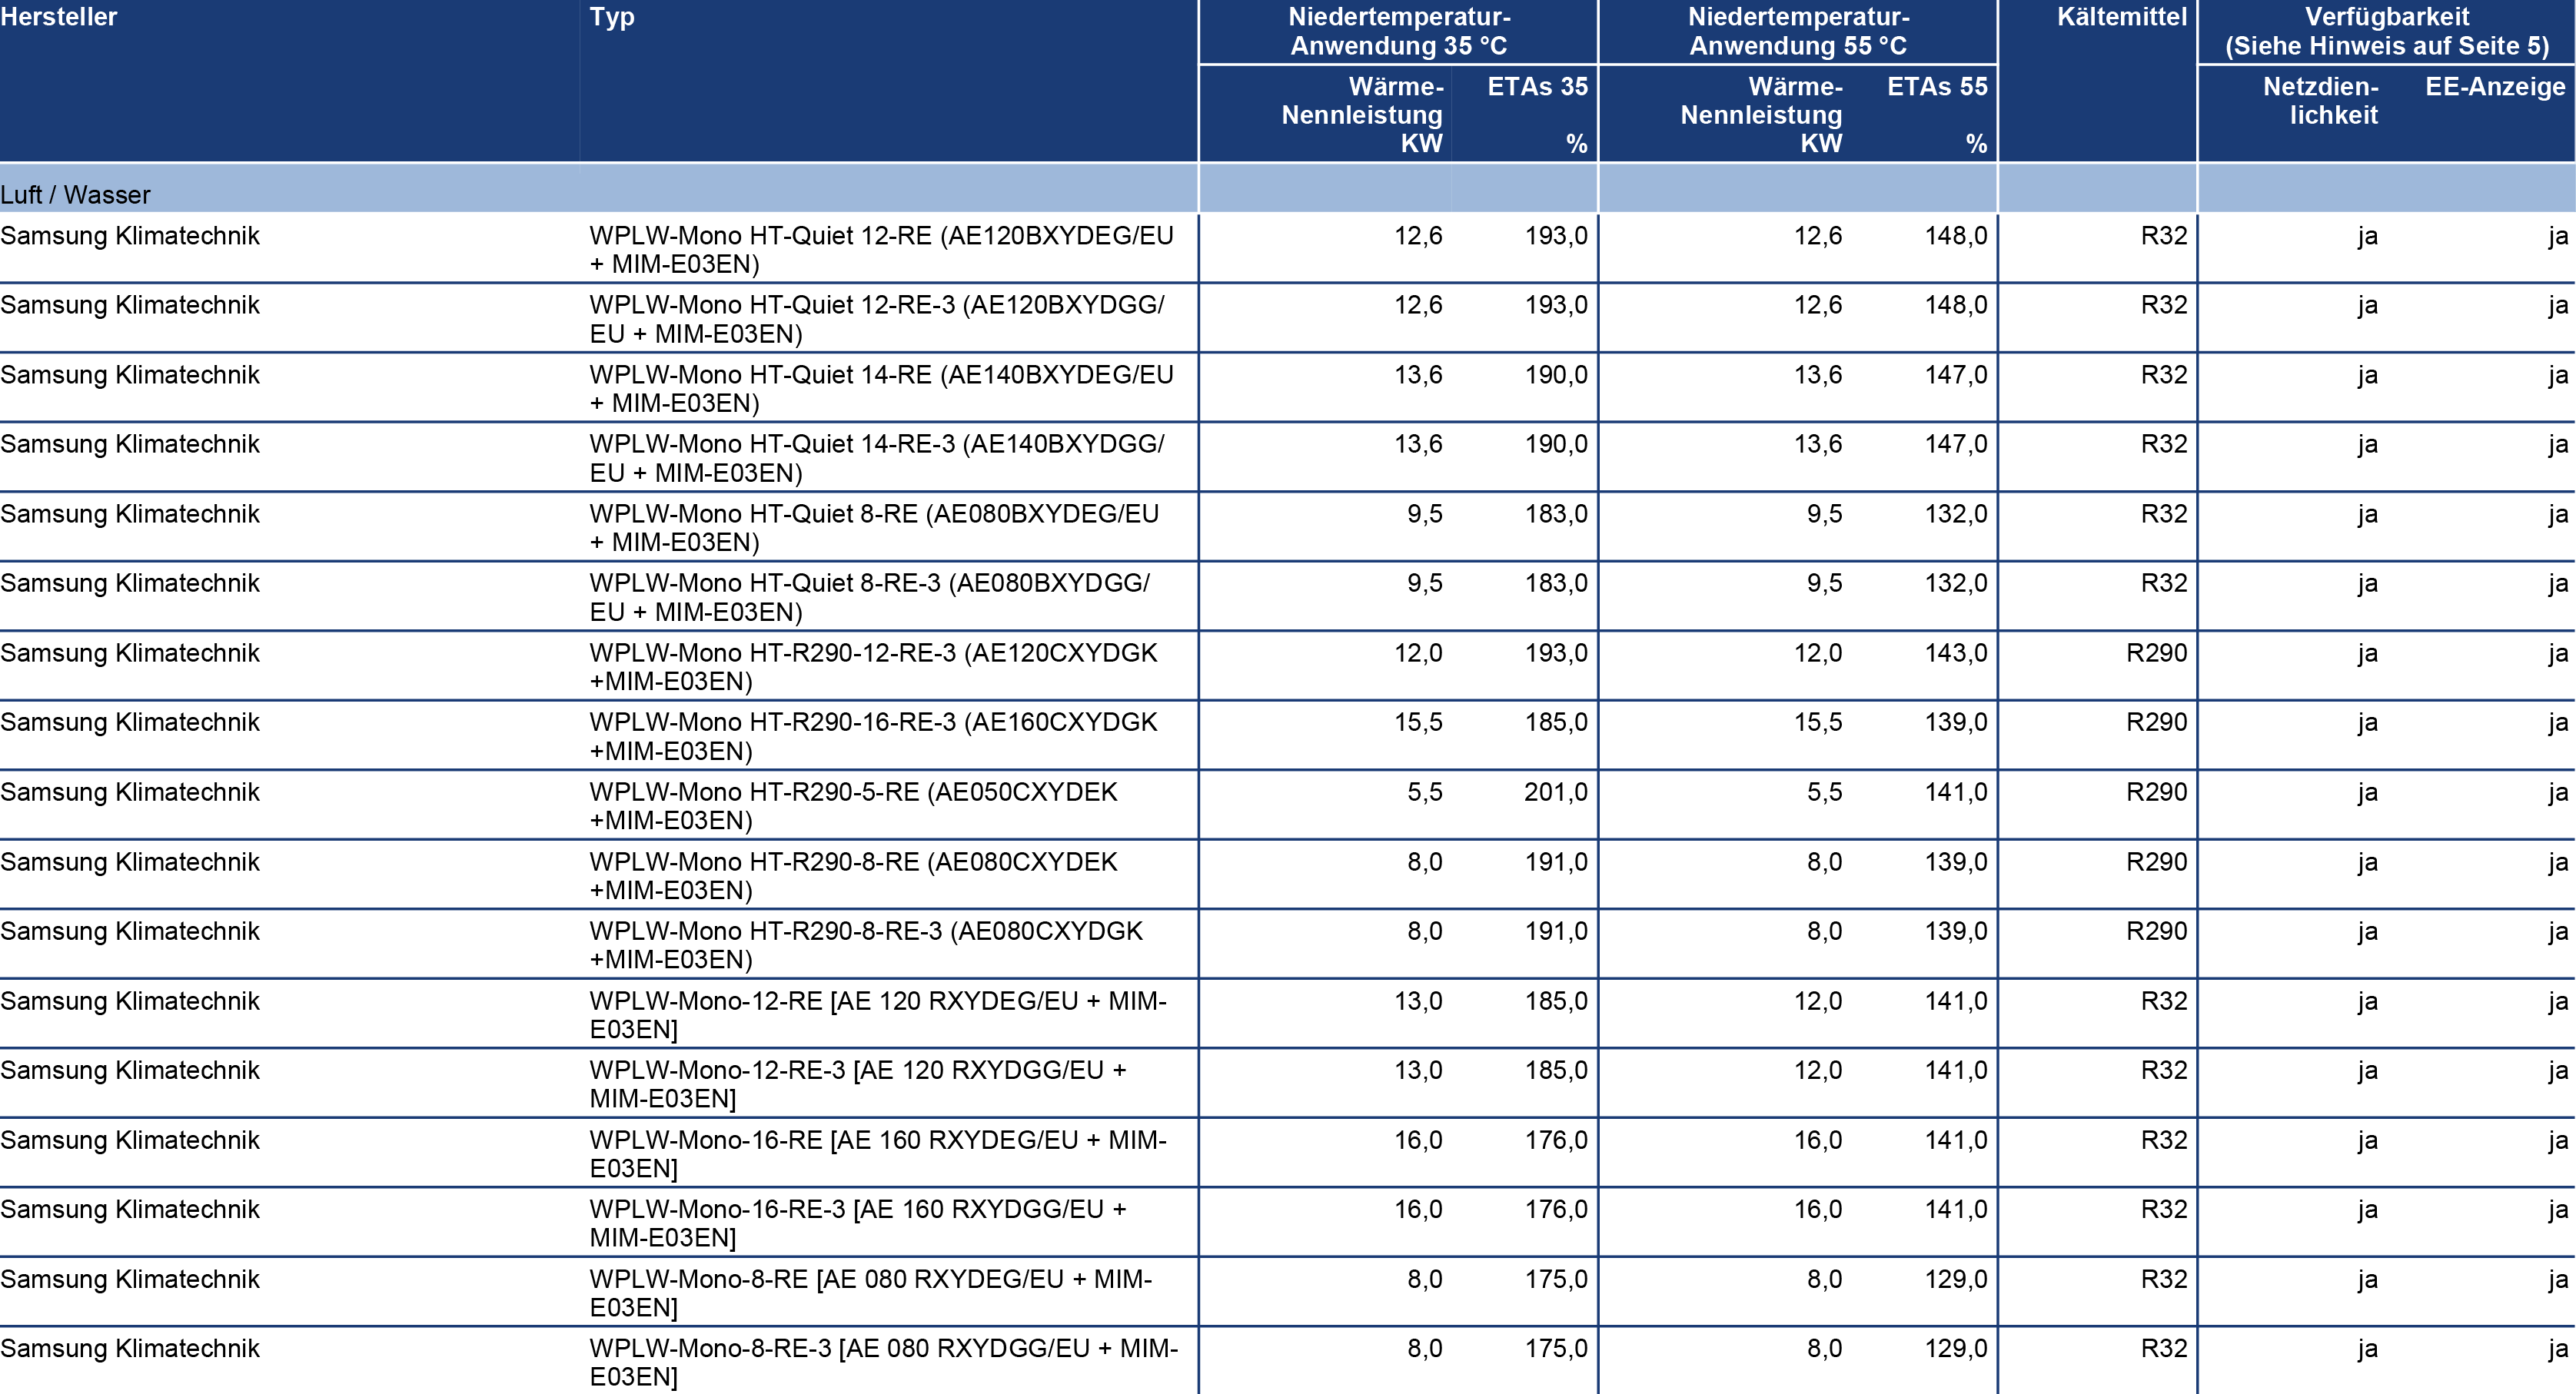 Hersteller Typ Niedertemperatur- Niedertemperatur- Kältemittel Verfügbarkeit
Anwendung 35 °C Anwendung 55 °C (Siehe Hinweis auf Seite 5)
Wärme- ETAs 35 Wärme- ETAs 55 Netzdien- EE-Anzeige
Nennleistung Nennleistung lichkeit
KW % KW %
Luft / Wasser
Samsung Klimatechnik WPLW-Mono HT-Quiet 12-RE (AE120BXYDEG/EU 12,6 193,0 12,6 148,0 R32 ja ja
+ MIM-E03EN)
Samsung Klimatechnik WPLW-Mono HT-Quiet 12-RE-3 (AE120BXYDGG/ 12,6 193,0 12,6 148,0 R32 ja ja
EU + MIM-E03EN)
Samsung Klimatechnik WPLW-Mono HT-Quiet 14-RE (AE140BXYDEG/EU 13,6 190,0 13,6 147,0 R32 ja ja
+ MIM-E03EN)
Samsung Klimatechnik WPLW-Mono HT-Quiet 14-RE-3 (AE140BXYDGG/ 13,6 190,0 13,6 147,0 R32 ja ja
EU + MIM-E03EN)
Samsung Klimatechnik WPLW-Mono HT-Quiet 8-RE (AE080BXYDEG/EU 9,5 183,0 9,5 132,0 R32 ja ja
+ MIM-E03EN)
Samsung Klimatechnik WPLW-Mono HT-Quiet 8-RE-3 (AE080BXYDGG/ 9,5 183,0 9,5 132,0 R32 ja ja
EU + MIM-E03EN)
Samsung Klimatechnik WPLW-Mono HT-R290-12-RE-3 (AE120CXYDGK 12,0 193,0 12,0 143,0 R290 ja ja
+MIM-E03EN)
Samsung Klimatechnik WPLW-Mono HT-R290-16-RE-3 (AE160CXYDGK 15,5 185,0 15,5 139,0 R290 ja ja
+MIM-E03EN)
Samsung Klimatechnik WPLW-Mono HT-R290-5-RE (AE050CXYDEK 5,5 201,0 5,5 141,0 R290 ja ja
+MIM-E03EN)
Samsung Klimatechnik WPLW-Mono HT-R290-8-RE (AE080CXYDEK 8,0 191,0 8,0 139,0 R290 ja ja
+MIM-E03EN)
Samsung Klimatechnik WPLW-Mono HT-R290-8-RE-3 (AE080CXYDGK 8,0 191,0 8,0 139,0 R290 ja ja
+MIM-E03EN)
Samsung Klimatechnik WPLW-Mono-12-RE [AE 120 RXYDEG/EU + MIM- 13,0 185,0 12,0 141,0 R32 ja ja
E03EN]
Samsung Klimatechnik WPLW-Mono-12-RE-3 [AE 120 RXYDGG/EU + 13,0 185,0 12,0 141,0 R32 ja ja
MIM-E03EN]
Samsung Klimatechnik WPLW-Mono-16-RE [AE 160 RXYDEG/EU + MIM- 16,0 176,0 16,0 141,0 R32 ja ja
E03EN]
Samsung Klimatechnik WPLW-Mono-16-RE-3 [AE 160 RXYDGG/EU + 16,0 176,0 16,0 141,0 R32 ja ja
MIM-E03EN]
Samsung Klimatechnik WPLW-Mono-8-RE [AE 080 RXYDEG/EU + MIM- 8,0 175,0 8,0 129,0 R32 ja ja
E03EN]
Samsung Klimatechnik WPLW-Mono-8-RE-3 [AE 080 RXYDGG/EU + MIM- 8,0 175,0 8,0 129,0 R32 ja ja
E03EN]